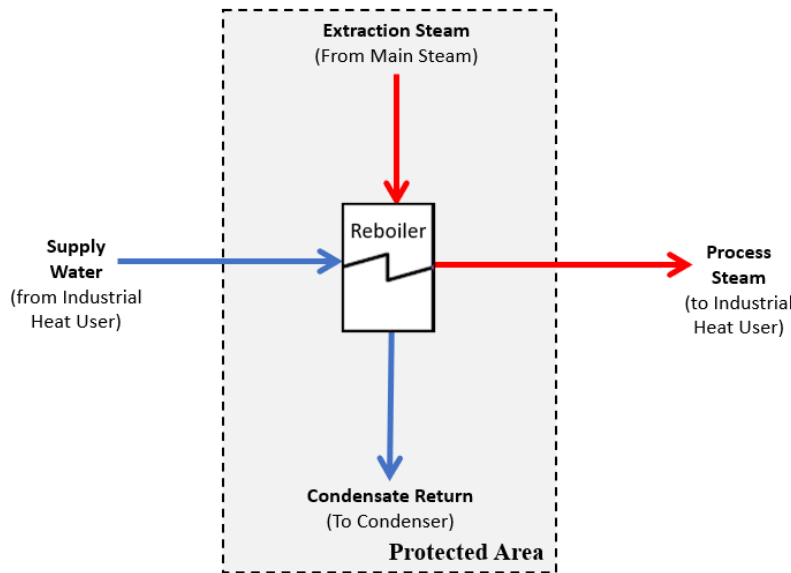 Extraction Steam
(From Main Steam)
Reboiler
Supply
Water
(from Industrial
Heat User)
Process
Steam
(to Industrial
Heat User)
Condensate Return
(To Condenser)
Protected Area